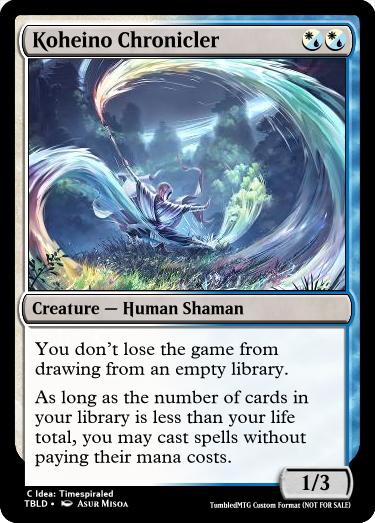 Koheino Chronicler
Creature — Human Shaman
You don't lose the game from
drawing from an empty library.
As long as the number of cards in
your library is less than your life
total, you may cast spells without
paying their mana costs.
1/3
C Idea: Timespiraled
TBLD • Asur Misoa
TumbledMTG Custom Format (NOT FOR SALE)